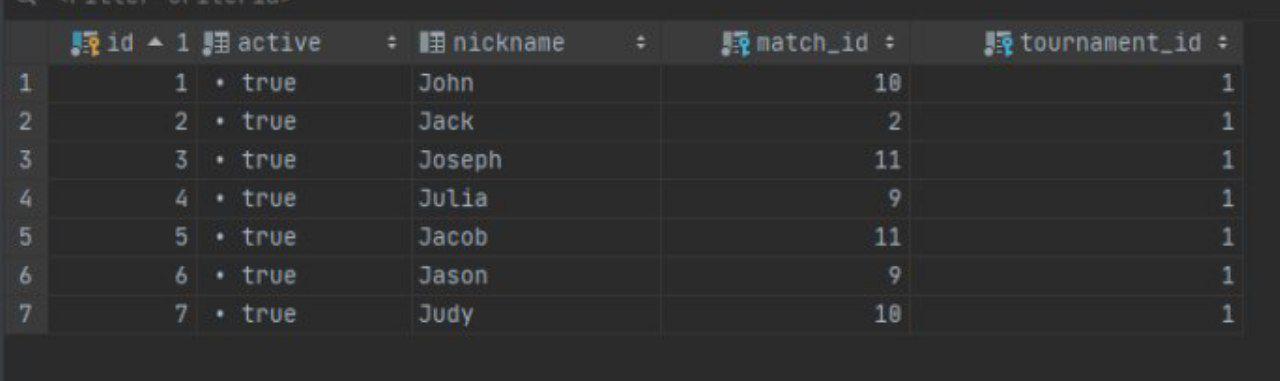 <Filter Criteria>
id 1 active nickname match_id tournament_id
1 1 true John 10 1
2 2 true Jack 2 1
3 3 true Joseph 11 1
4 4 true Julia 9 1
5 5 true Jacob 11 1
6 6 true Jason 9 1
7 7 true Judy 10 1